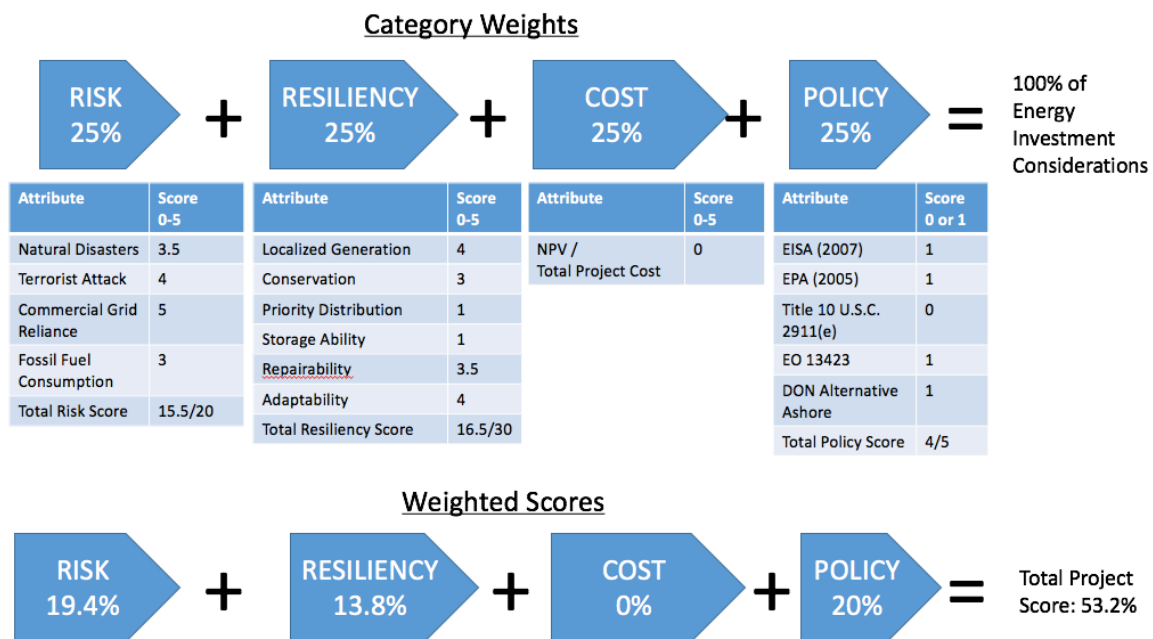 Category Weights
RISK
25%
+
RESILIENCY
25%
+
COST
25%
+
POLICY
25%
=
100% of
Energy
Investment
Considerations
Attribute Score
0-5
Natural Disasters 3.5
Terrorist Attack 4
Commercial Grid 5
Reliance
Fossil Fuel 3
Consumption
Total Risk Score 15.5/20
Attribute Score
0-5
Localized Generation 4
Conservation 3
Priority Distribution 1
Storage Ability 1
Repairability 3.5
Adaptability 4
Total Resiliency Score 16.5/30
Attribute Score
0-5
NPV / 0
Total Project Cost
Attribute Score
0 or 1
EISA (2007) 1
EPA (2005) 1
Title 10 U.S.C. 0
2911(e)
EO 13423 1
DON Alternative 1
Ashore
Total Policy Score 4/5
Weighted Scores
RISK
19.4%
+
RESILIENCY
13.8%
+
COST
0%
+
POLICY
20%
=
Total Project
Score: 53.2%